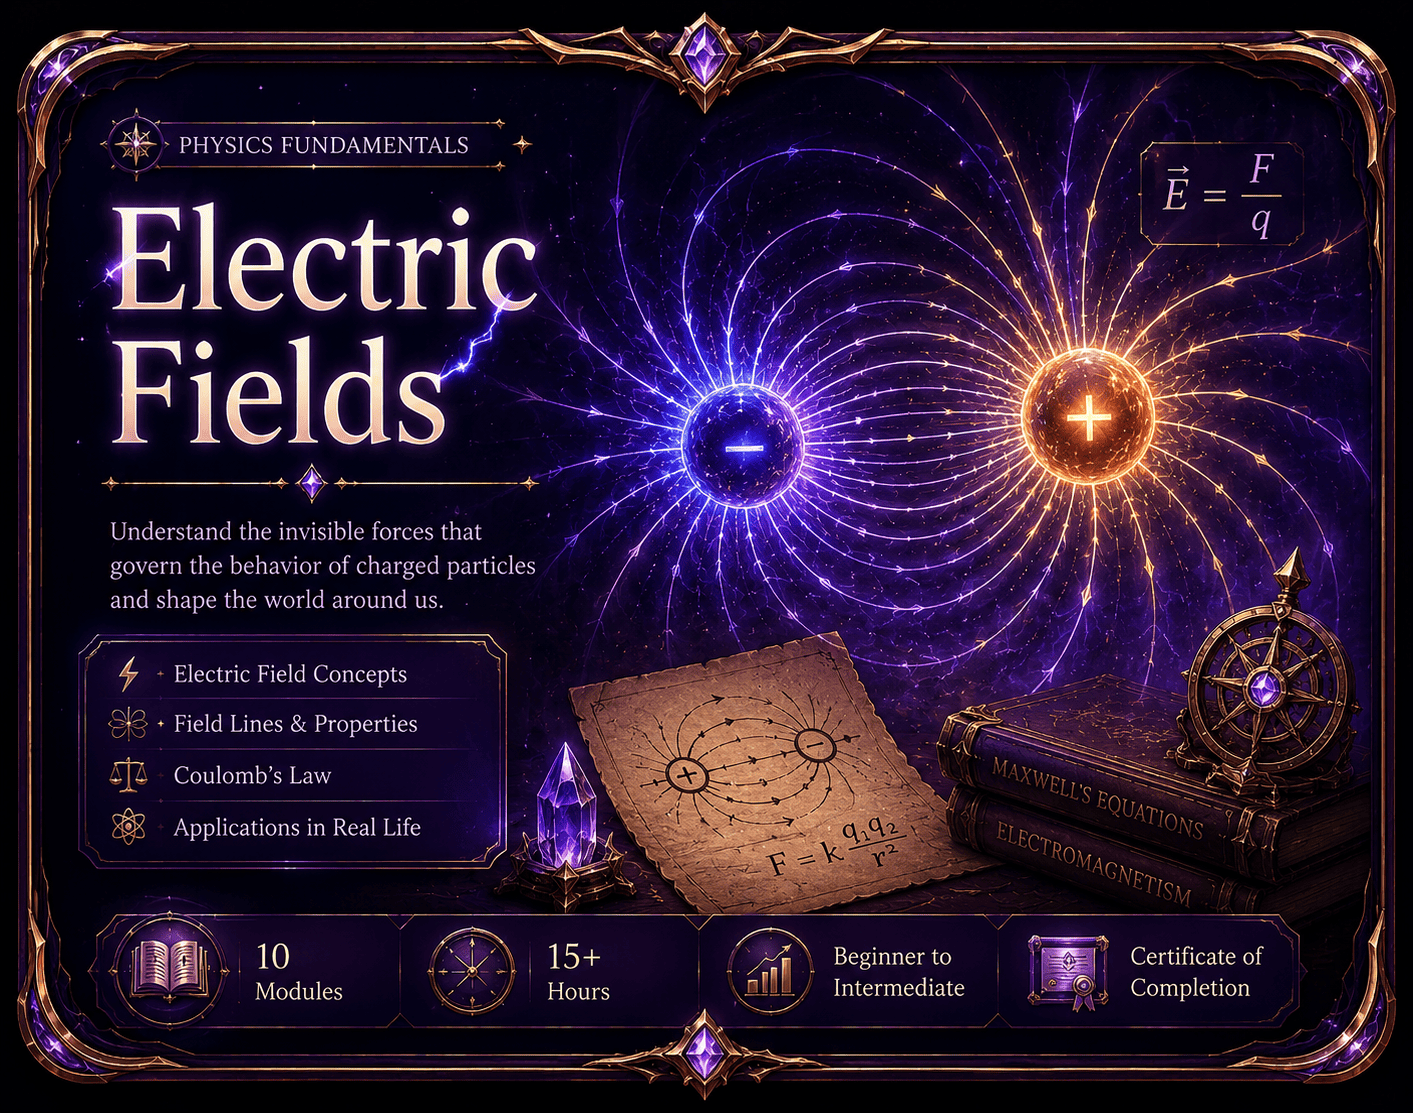 PHYSICS FUNDAMENTALS
Electric
Fields
Understand the invisible forces that
govern the behavior of charged particles
and shape the world around us.
Electric Field Concepts
Field Lines & Properties
Coulomb's Law
Applications in Real Life
E⃗ = F/q
−
+
+
−
F = k q₁q₂/r²
MAXWELL'S EQUATIONS
ELECTROMAGNETISM
10
Modules
15+
Hours
Beginner to
Intermediate
Certificate of
Completion